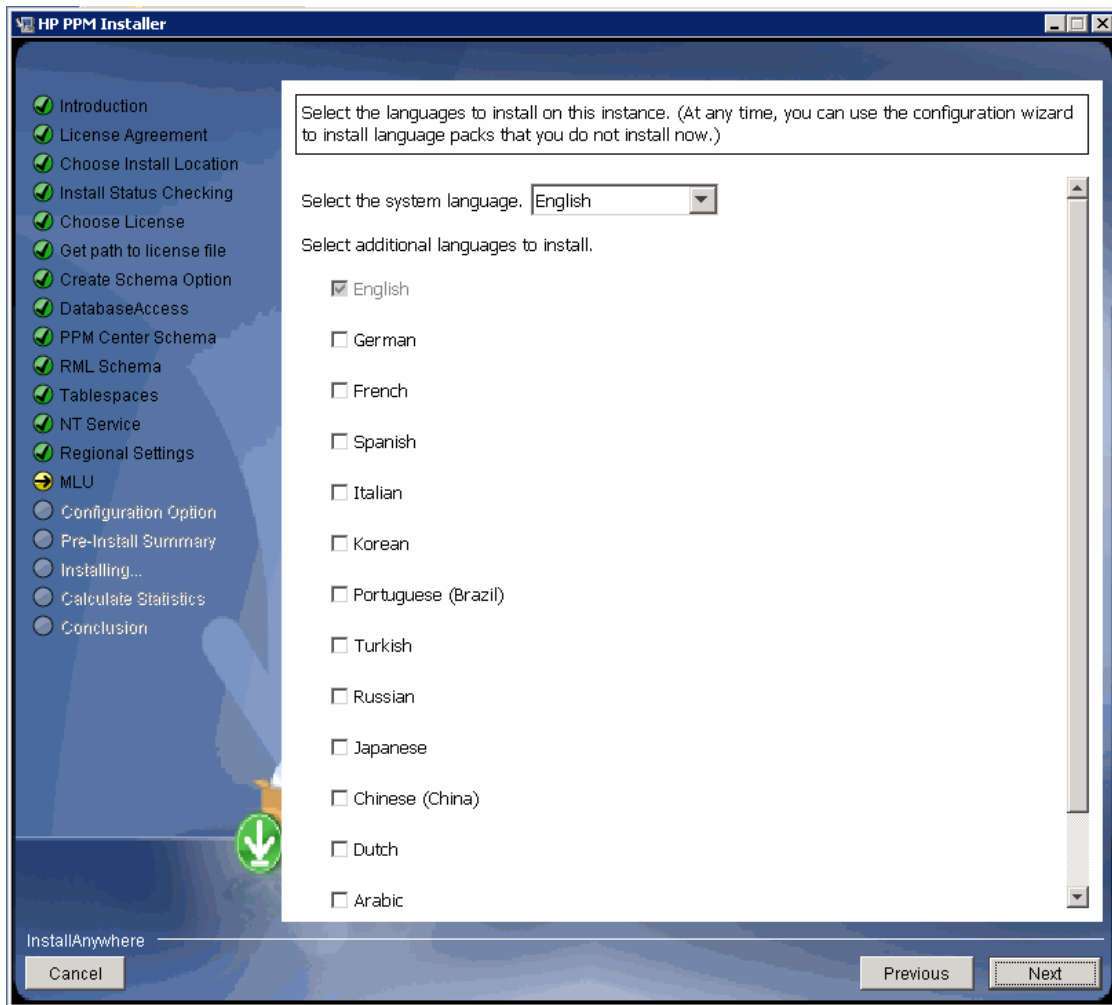 HP PPM Installer
Introduction
License Agreement
Choose Install Location
Install Status Checking
Choose License
Get path to license file
Create Schema Option
DatabaseAccess
PPM Center Schema
RML Schema
Tablespaces
NT Service
Regional Settings
MLU
Configuration Option
Pre-Install Summary
Installing...
Calculate Statistics
Conclusion
Select the languages to install on this instance. (At any time, you can use the configuration wizard
to install language packs that you do not install now.)
Select the system language. English
Select additional languages to install.
English
German
French
Spanish
Italian
Korean
Portuguese (Brazil)
Turkish
Russian
Japanese
Chinese (China)
Dutch
Arabic
InstallAnywhere
Cancel Previous Next